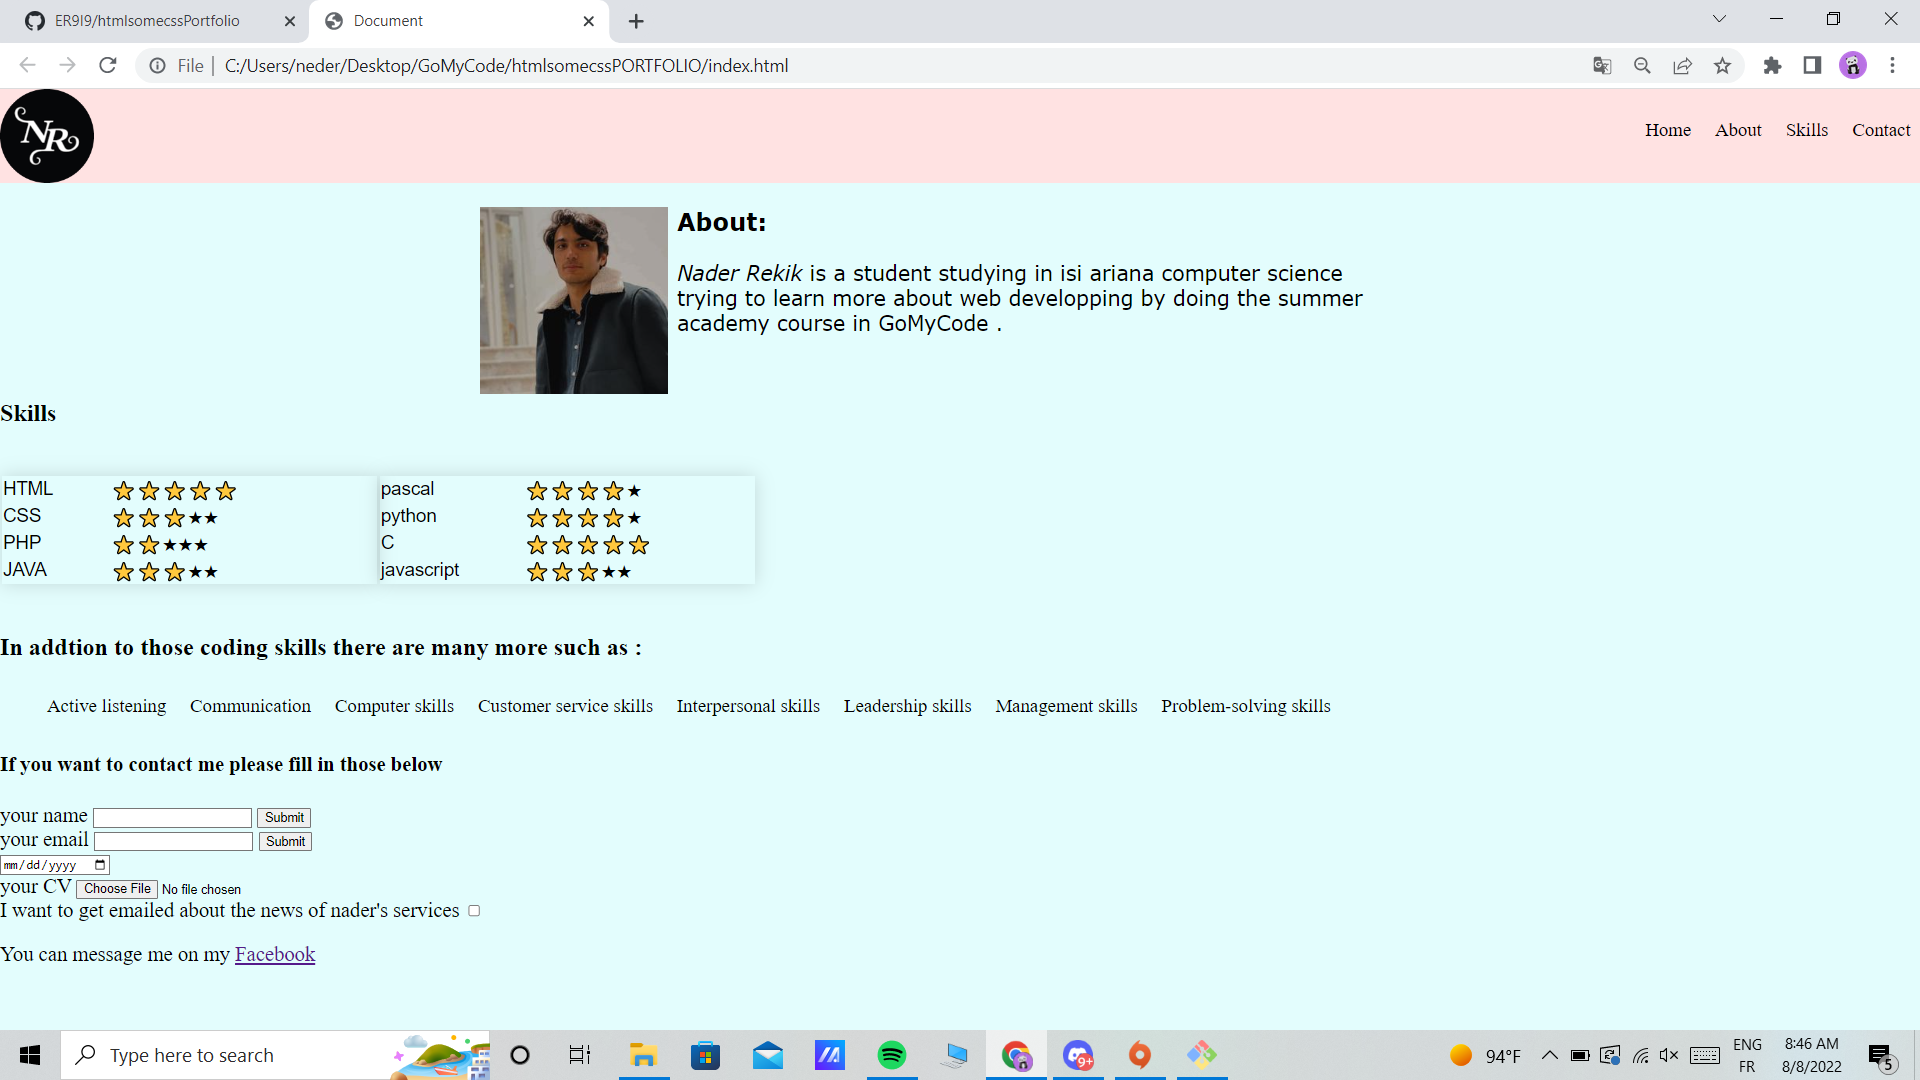 ER9I9/htmlsomecssPortfolio
Document
File
C:/Users/neder/Desktop/GoMyCode/htmlsomecssPORTFOLIO/index.html
NR
Home About Skills Contact
About:
Nader Rekik is a student studying in isi ariana computer science
trying to learn more about web developping by doing the summer
academy course in GoMyCode .
Skills
HTML pascal
CSS python
PHP C
JAVA javascript
In addtion to those coding skills there are many more such as :
Active listening Communication Computer skills Customer service skills Interpersonal skills Leadership skills Management skills Problem-solving skills
If you want to contact me please fill in those below
your name Submit
your email Submit
mm/dd/yyyy
your CV Choose File No file chosen
I want to get emailed about the news of nader's services
You can message me on my Facebook
Type here to search
9+
94°F
ENG
FR
8:46 AM
8/8/2022
5